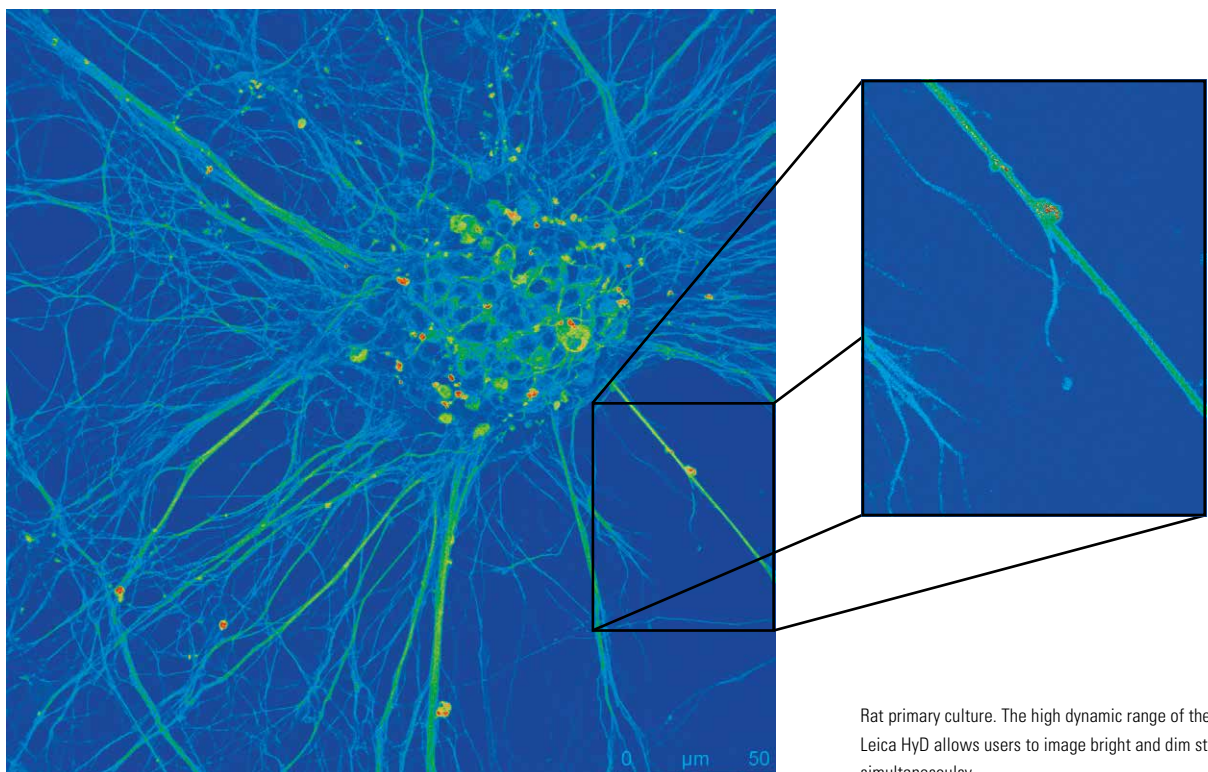 0 µm 50
Rat primary culture. The high dynamic range of the
Leica HyD allows users to image bright and dim st
simultaneoulsy